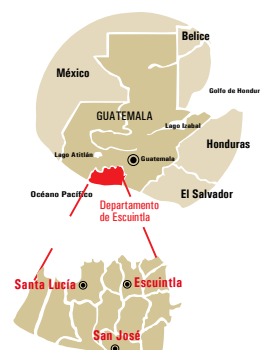 Belice
México
Golfo de Hondur
GUATEMALA
Lago Izabal
Honduras
Lago Atitlán
Guatemala
Océano Pacífico
El Salvador
Departamento
de Escuintla
Santa Lucía
Escuintla
San José